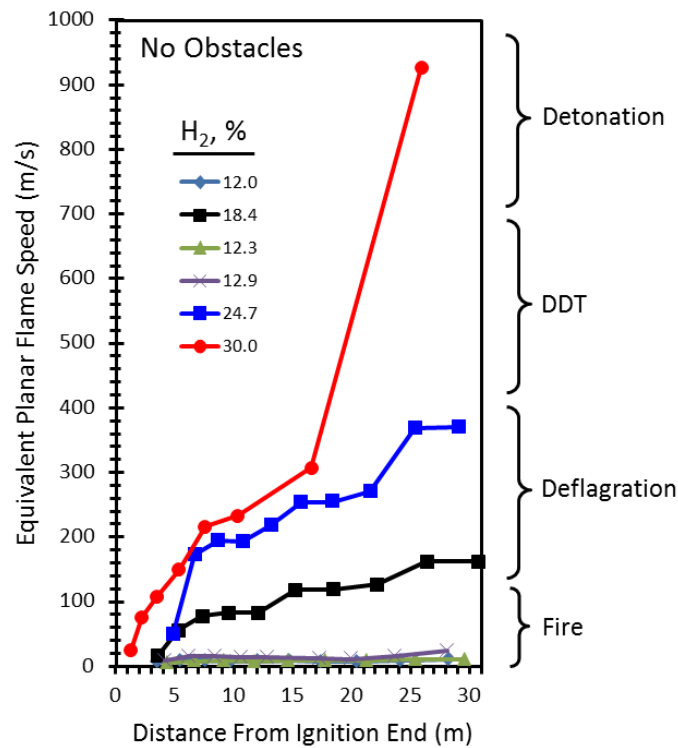 No Obstacles
H₂, %
12.0
18.4
12.3
12.9
24.7
30.0
Equivalent Planar Flame Speed (m/s)
1000
900
800
700
600
500
400
300
200
100
0
0 5 10 15 20 25 30
Distance From Ignition End (m)
Detonation
DDT
Deflagration
Fire